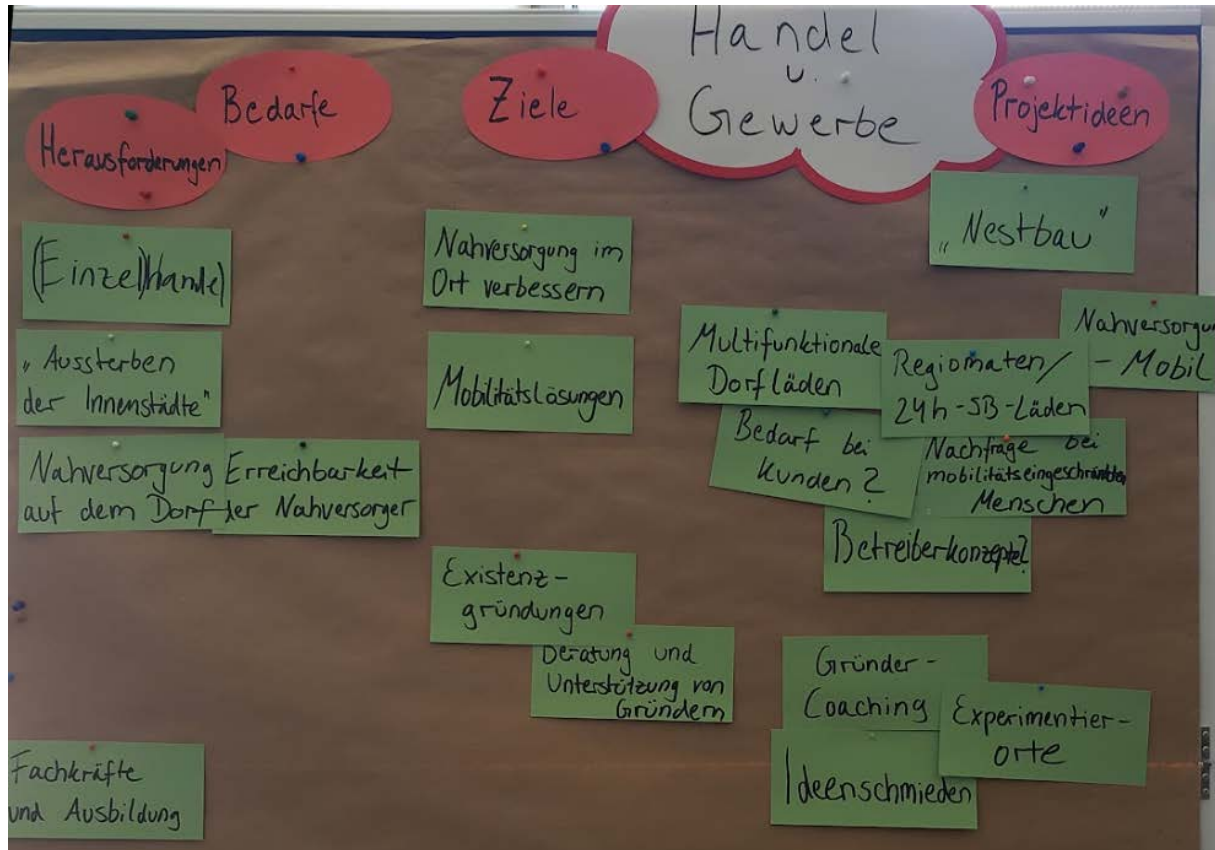 Handel
u.
Gewerbe
Herausforderungen
Bedarfe
Ziele
Projektideen
(Einzel)Handel
„Aussterben
der Innenstädte"
Nahversorgung
auf dem Dorf
Erreichbarkeit
der Nahversorger
Fachkräfte
und Ausbildung
Nahversorgung im
Ort verbessern
Mobilitätslösungen
Existenz-
gründungen
Beratung und
Unterstützung von
Gründern
„Nestbau"
Multifunktionale
Dorfläden
Regiomaten/
24h-SB-Läden
Nahversorgu
- Mobil
Bedarf bei
Kunden?
Nachfrage bei
mobilitätseingeschränkten
Menschen
Betreiberkonzepte?
Gründer-
Coaching
Experimentier-
orte
Ideenschmieden